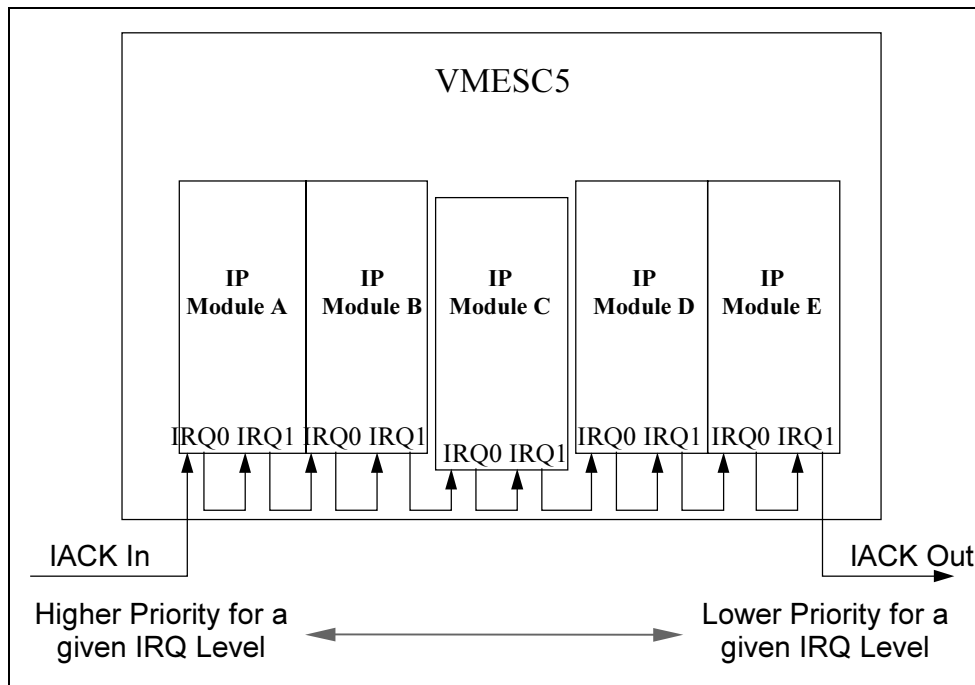 VMESC5
IP
Module A
IP
Module B
IP
Module C
IP
Module D
IP
Module E
IRQ0 IRQ1 IRQ0 IRQ1 IRQ0 IRQ1 IRQ0 IRQ1 IRQ0 IRQ1
IACK In
IACK Out
Higher Priority for a
given IRQ Level
Lower Priority for a
given IRQ Level